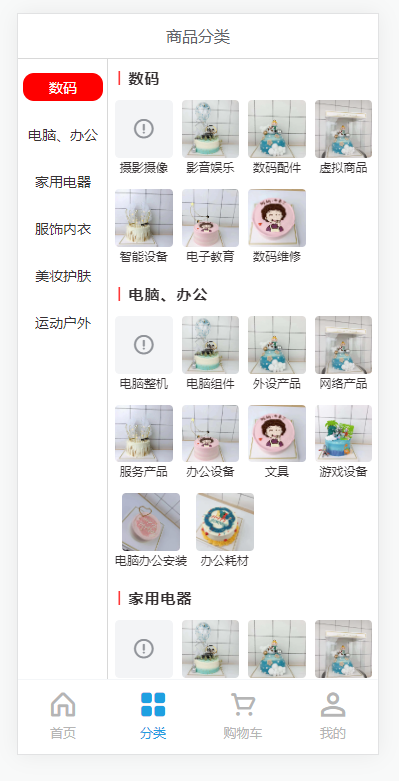 商品分类
数码
电脑、办公
家用电器
服饰内衣
美妆护肤
运动户外
数码
摄影摄像 影音娱乐 数码配件 虚拟商品
智能设备 电子教育 数码维修
电脑、办公
电脑整机 电脑组件 外设产品 网络产品
服务产品 办公设备 文具 游戏设备
电脑办公安装 办公耗材
家用电器
首页 分类 购物车 我的